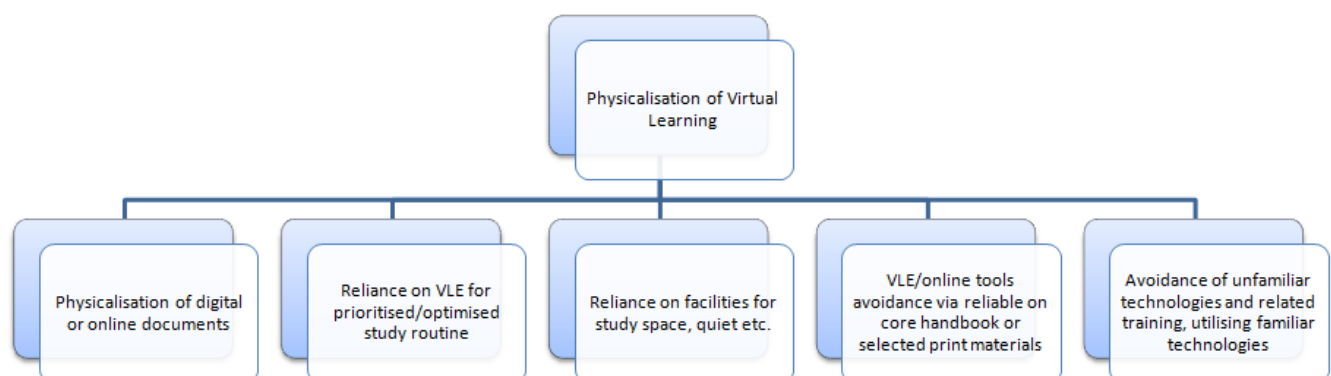 Physicalisation of Virtual
Learning
Physicalisation of digital
or online documents
Reliance on VLE for
prioritised/optimised
study routine
Reliance on facilities for
study space, quiet etc.
VLE/online tools
avoidance via reliable on
core handbook or
selected print materials
Avoidance of unfamiliar
technologies and related
training, utilising familiar
technologies